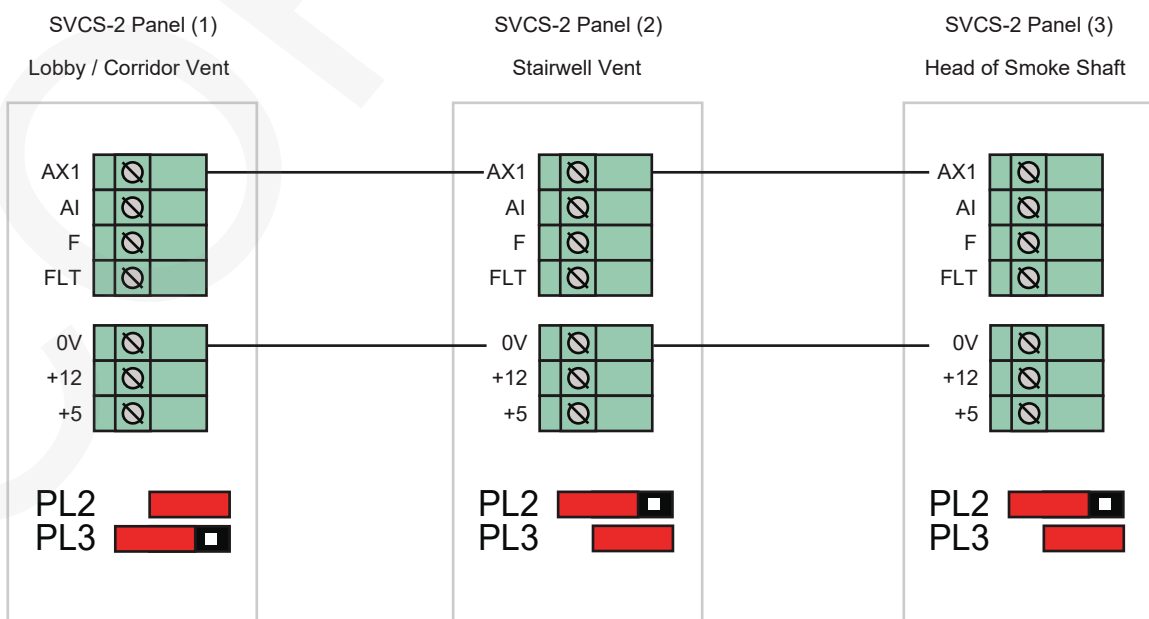 SVCS-2 Panel (1)
Lobby / Corridor Vent
AX1
AI
F
FLT
0V
+12
+5
PL2
PL3
SVCS-2 Panel (2)
Stairwell Vent
AX1
AI
F
FLT
0V
+12
+5
PL2
PL3
SVCS-2 Panel (3)
Head of Smoke Shaft
AX1
AI
F
FLT
0V
+12
+5
PL2
PL3